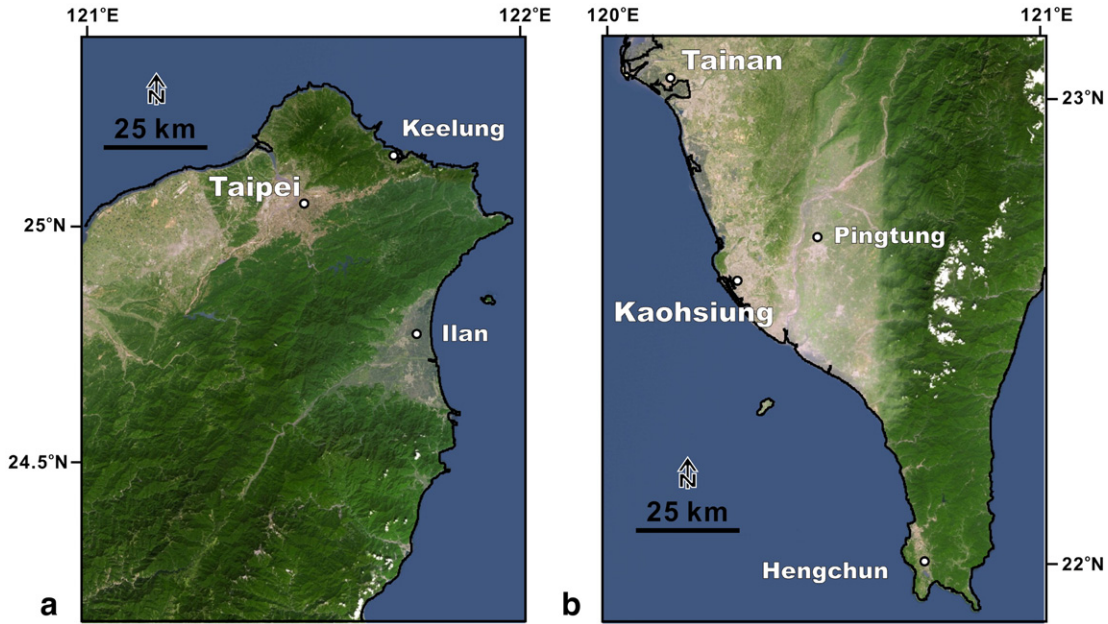 121°E
122°E
N
25 km
Keelung
Taipei
25°N
Ilan
24.5°N
a
120°E
121°E
Tainan
23°N
Pingtung
Kaohsiung
N
25 km
Hengchun
22°N
b